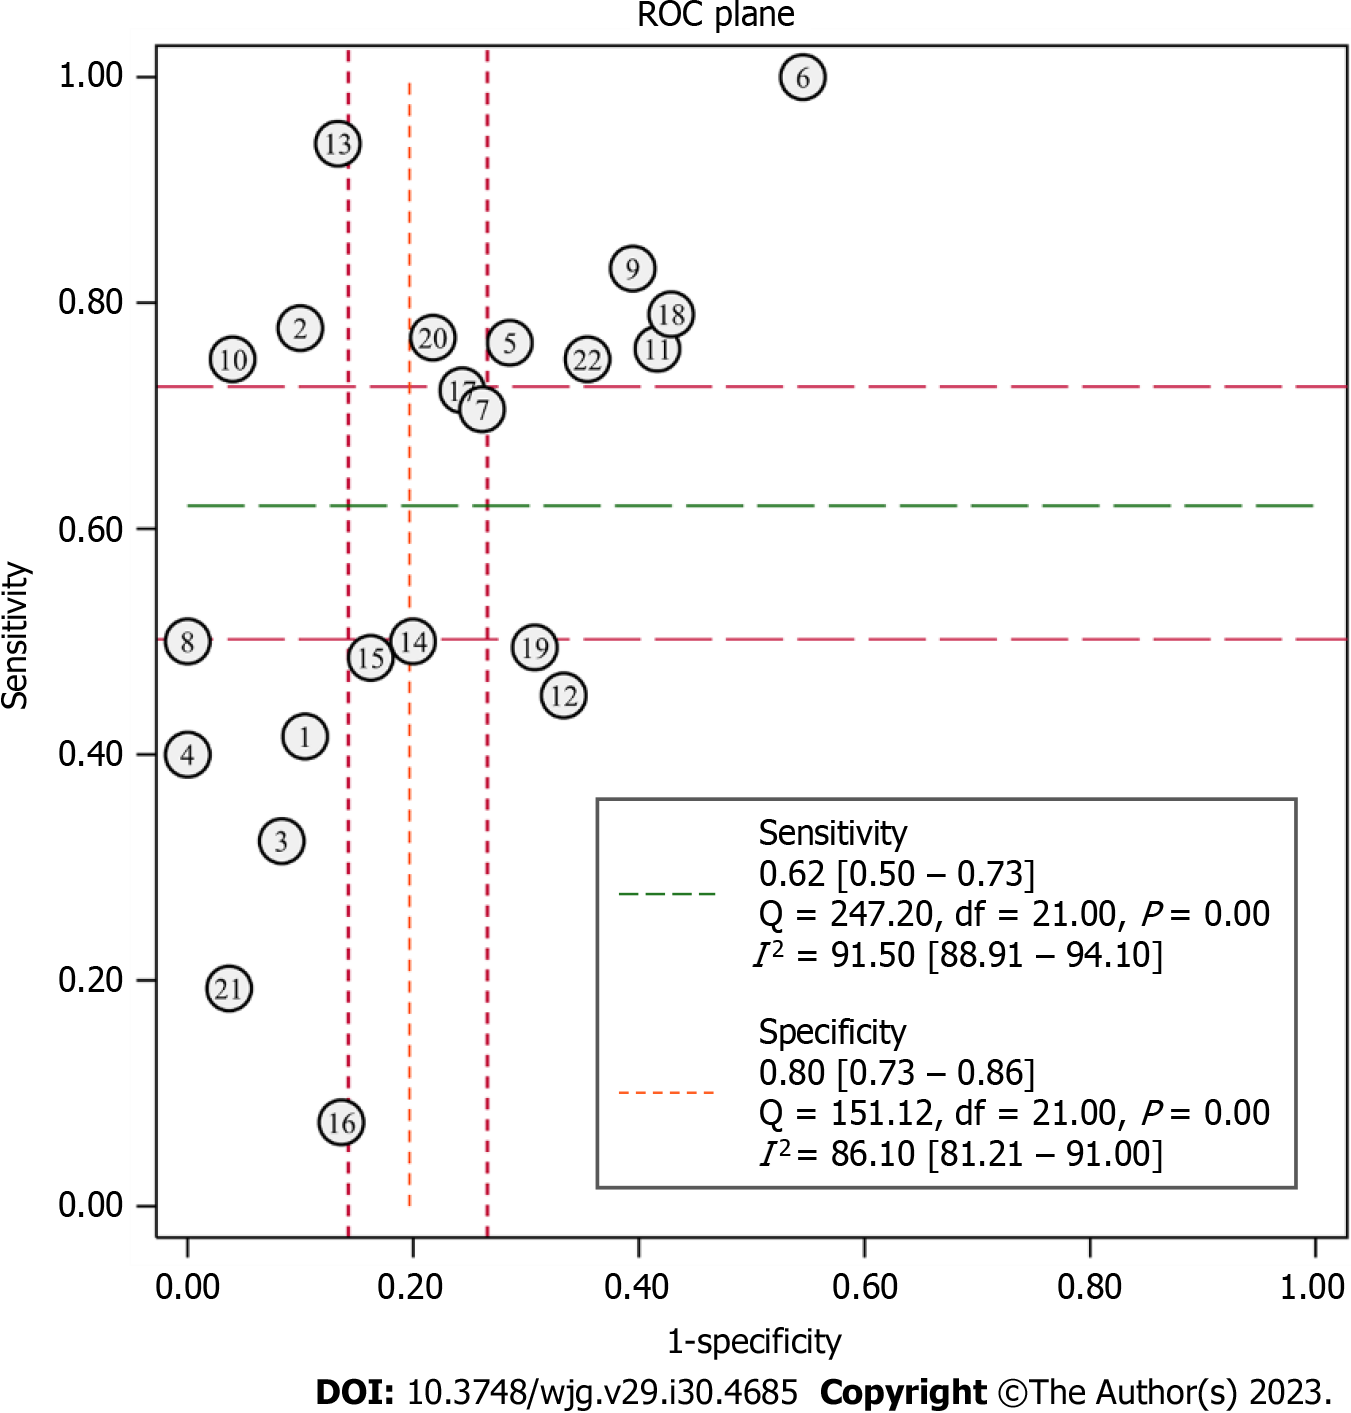 ROC plane
1.00
6
13
9
0.80
18
2
20
5
11
10
22
17
7
Sensitivity
0.60
8
14
15
19
12
1
0.40
4
3
Sensitivity
0.62 [0.50 – 0.73]
Q = 247.20, df = 21.00, P = 0.00
I² = 91.50 [88.91 – 94.10]
0.20
21
Specificity
0.80 [0.73 – 0.86]
Q = 151.12, df = 21.00, P = 0.00
I² = 86.10 [81.21 – 91.00]
16
0.00
0.00 0.20 0.40 0.60 0.80 1.00
1-specificity
DOI: 10.3748/wjg.v29.i30.4685 Copyright ©The Author(s) 2023.